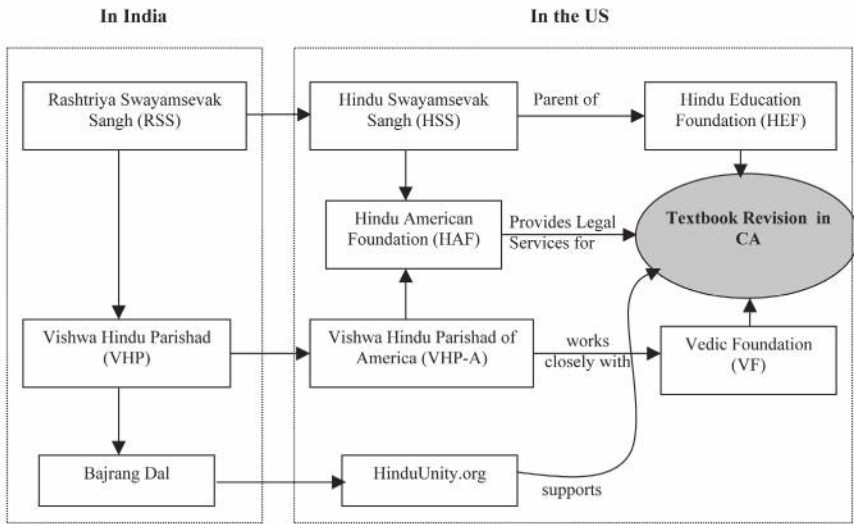 In India
In the US
Rashtriya Swayamsevak
Sangh (RSS)
Hindu Swayamsevak
Sangh (HSS)
Parent of
Hindu Education
Foundation (HEF)
Hindu American
Foundation (HAF)
Provides Legal
Services for
Textbook Revision in
CA
Vishwa Hindu Parishad
(VHP)
Vishwa Hindu Parishad of
America (VHP-A)
works
closely with
Vedic Foundation
(VF)
Bajrang Dal
HinduUnity.org
supports